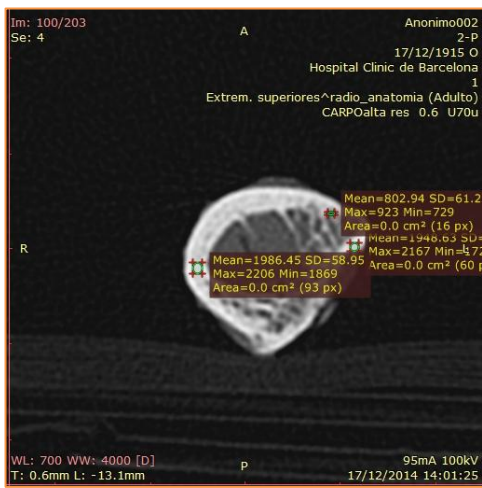 Im: 100/203
Se: 4
A
Anonimo002
2-P
17/12/1915 O
Hospital Clinic de Barcelona
1
Extrem. superiores^radio_anatomia (Adulto)
CARPOalta res 0.6 U70u
Mean=802.94 SD=61.2
Max=923 Min=729
Area=0.0 cm² (16 px)
Mean=1948.63 SD=
Max=2167 Min=172
Area=0.0 cm² (60 p
R
Mean=1986.45 SD=58.95
Max=2206 Min=1869
Area=0.0 cm² (93 px)
WL: 700 WW: 4000 [D]
T: 0.6mm L: -13.1mm
P
95mA 100kV
17/12/2014 14:01:25